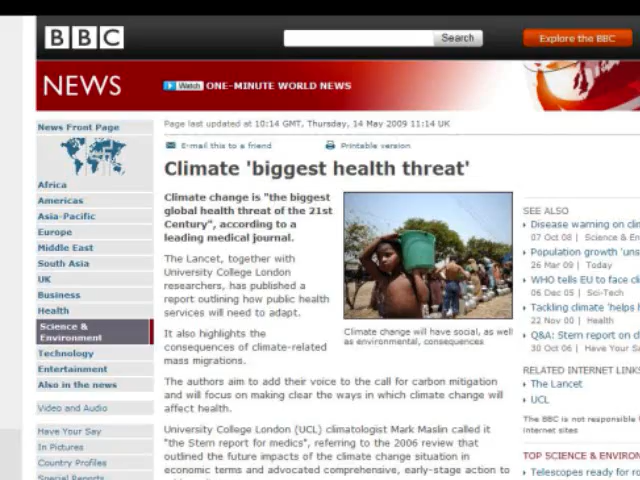 BBC
Search
Explore the BBC
NEWS
Watch ONE-MINUTE WORLD NEWS
News Front Page
Africa
Americas
Asia-Pacific
Europe
Middle East
South Asia
UK
Business
Health
Science &
Environment
Technology
Entertainment
Also in the news
Video and Audio
Have Your Say
In Pictures
Country Profiles
Special Reports
Page last updated at 10:14 GMT, Thursday, 14 May 2009 11:14 UK
E-mail this to a friend
Printable version
Climate 'biggest health threat'
Climate change is "the biggest
global health threat of the 21st
Century", according to a
leading medical journal.
The Lancet, together with
University College London
researchers, has published a
report outlining how public health
services will need to adapt.
It also highlights the
consequences of climate-related
mass migrations.
Climate change will have social, as well
as environmental, consequences
The authors aim to add their voice to the call for carbon mitigation
and will focus on making clear the ways in which climate change will
affect health.
University College London (UCL) climatologist Mark Maslin called it
"the Stern report for medics", referring to the 2006 review that
outlined the future impacts of the climate change situation in
economic terms and advocated comprehensive, early-stage action to
SEE ALSO
Disease warning on clim
07 Oct 08 | Science & En
Population growth 'uns
26 Mar 09 | Today
WHO tells EU to face cli
06 Dec 05 | Sci-Tech
Tackling climate 'helps h
22 Nov 00 | Health
Q&A: Stern report on cl
30 Oct 06 | Have Your Sa
RELATED INTERNET LINKS
The Lancet
UCL
The BBC is not responsible f
internet sites
TOP SCIENCE & ENVIRON
Telescopes ready for ro